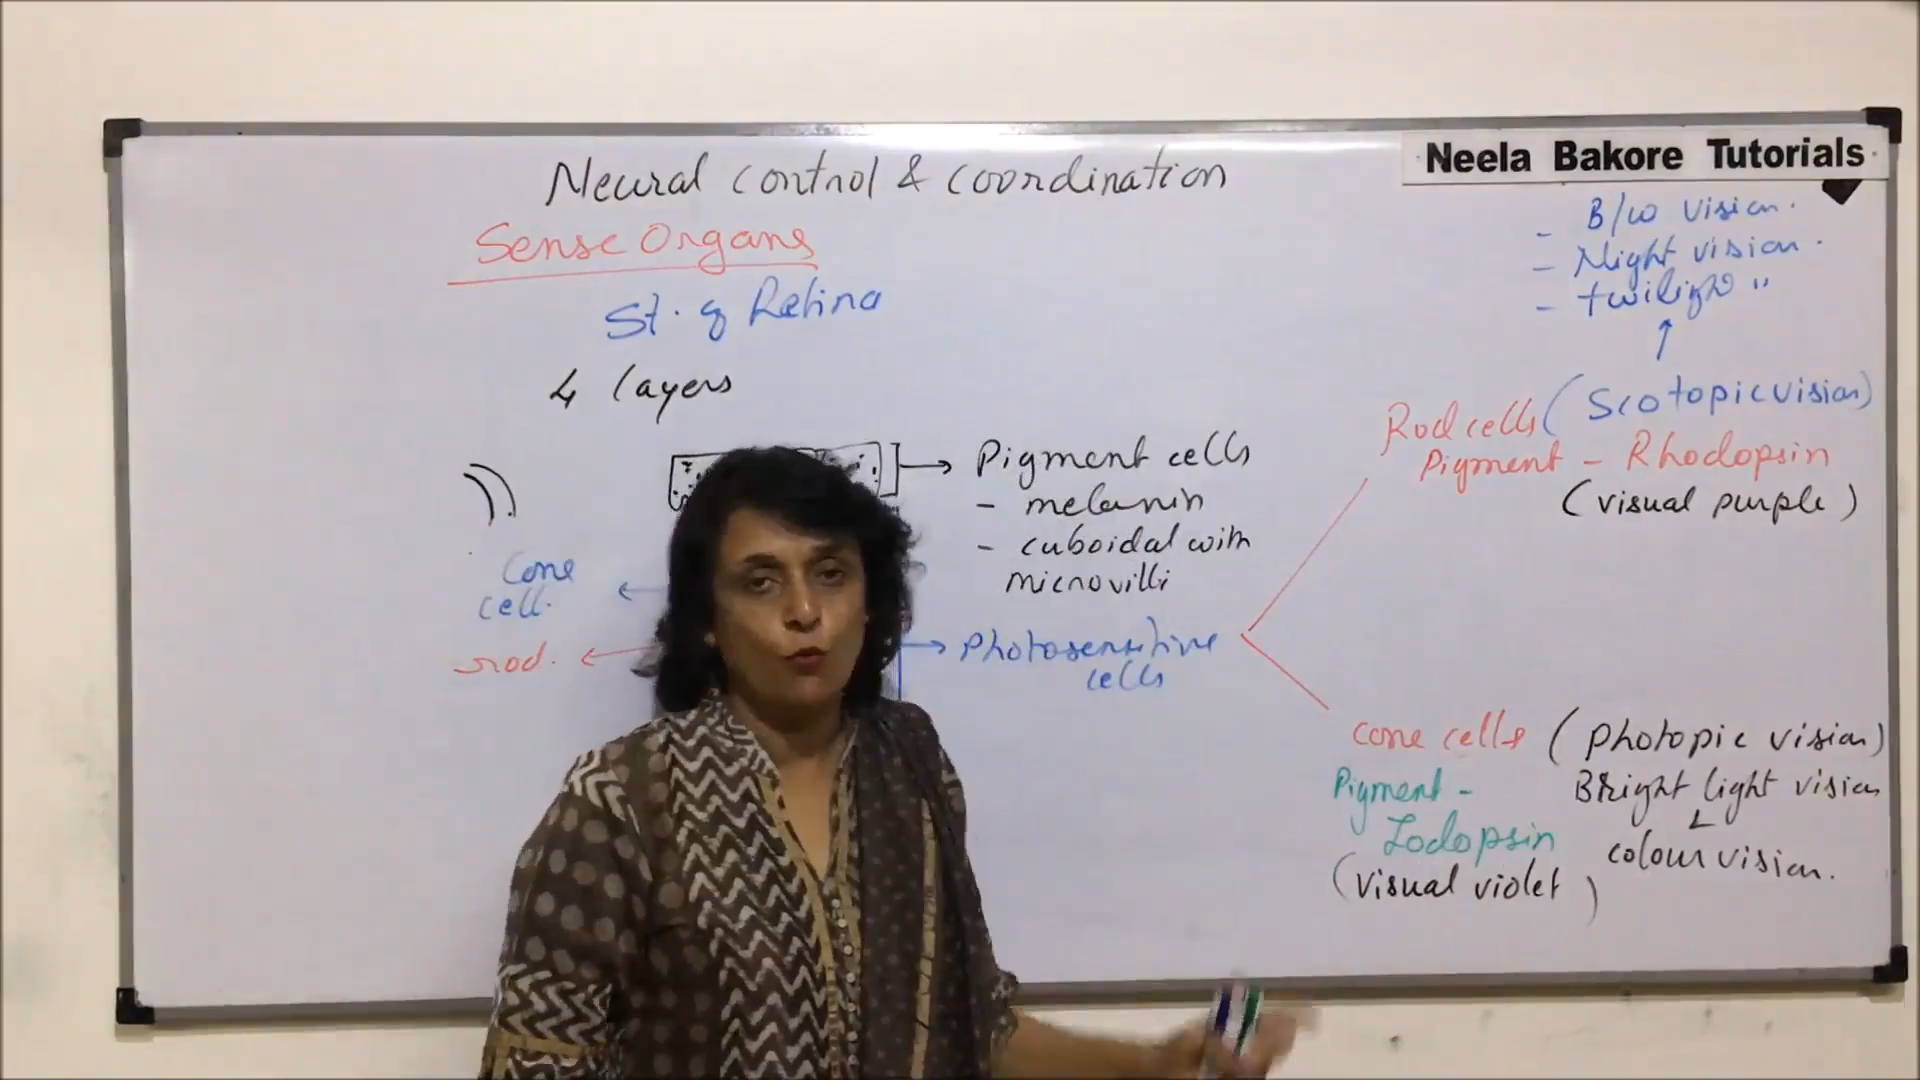 Neela Bakore Tutorials
Neural control & coordination
Sense Organs
St. of Retina
4 layers
Pigment cells
- melanin
- cuboidal with
microvilli
Cone
cell.
rod.
Photosensitive
cells
- B/W vision.
- Night vision.
- twilight "
Rod cells (Scotopic vision)
Pigment - Rhodopsin
(visual purple)
cone cells (Photopic vision)
Pigment -
Iodopsin
(visual violet)
Bright light vision
&
colour vision.